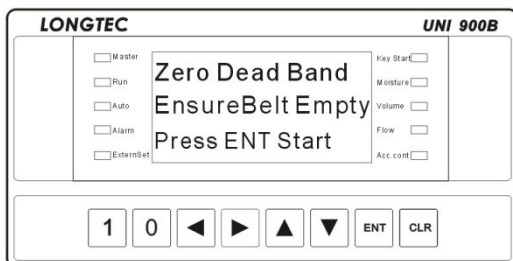 LONGTEC UNI 900B
Master
Run
Auto
Alarm
ExternSet
Zero Dead Band
EnsureBelt Empty
Press ENT Start
Key Start
Moisture
Volume
Flow
Acc.cont
1 0 ◀ ▶ ▲ ▼ ENT CLR